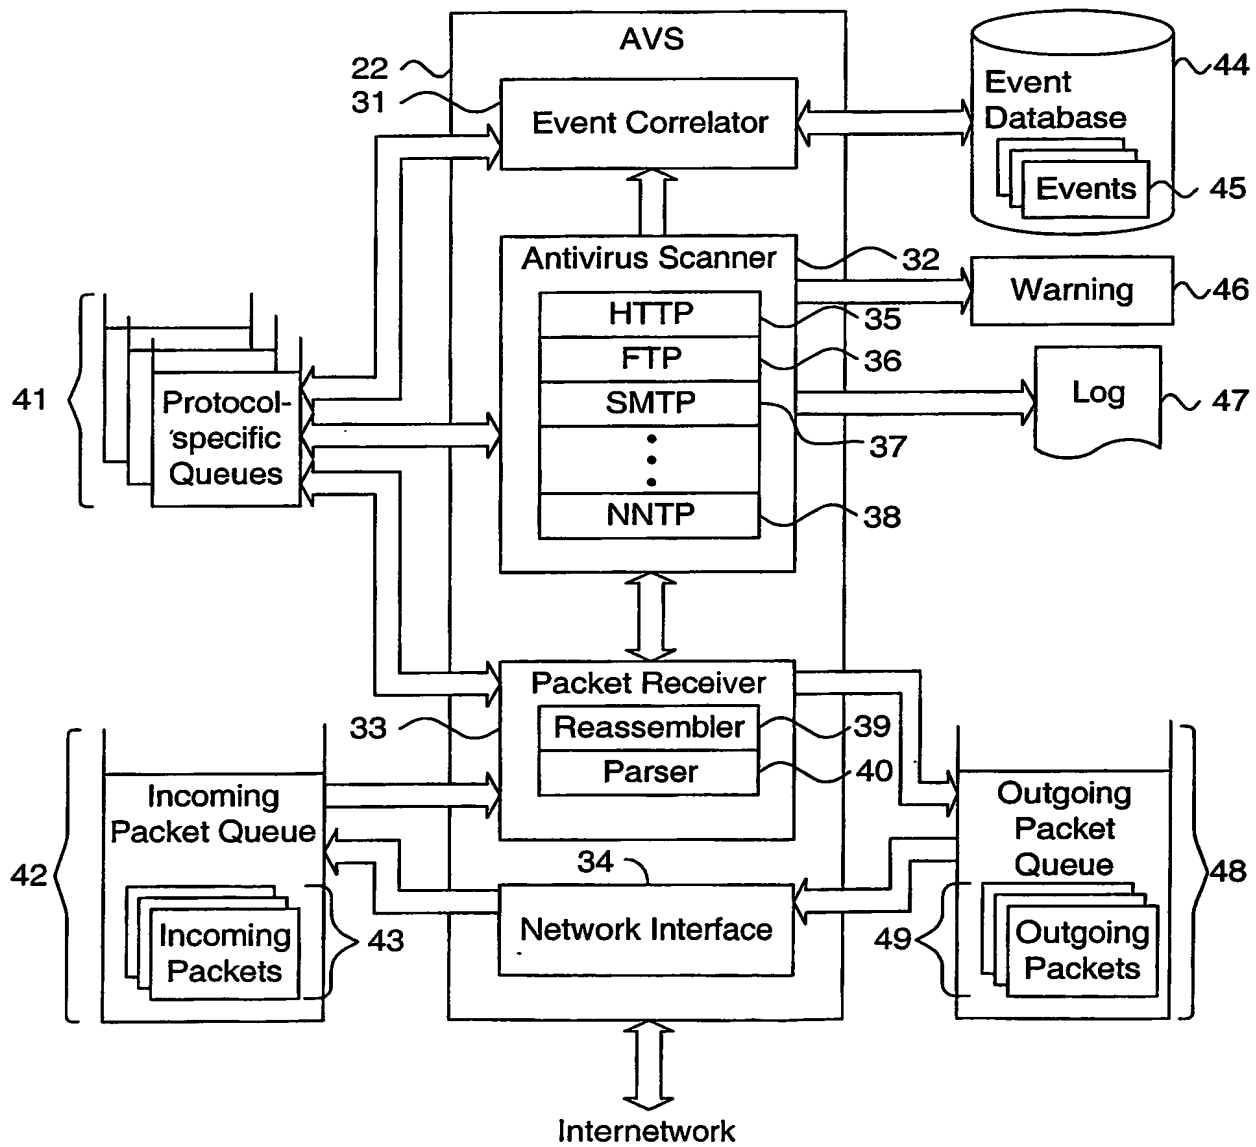 AVS
22
31
Event Correlator
Event
Database
Events
44
45
Antivirus Scanner
32
HTTP
35
FTP
36
SMTP
37
NNTP
38
Warning
46
Log
47
41
Protocol-
specific
Queues
Packet Receiver
33
Reassembler
39
Parser
40
42
Incoming
Packet Queue
Incoming
Packets
43
34
Network Interface
Outgoing
Packet
Queue
48
49
Outgoing
Packets
Internetwork